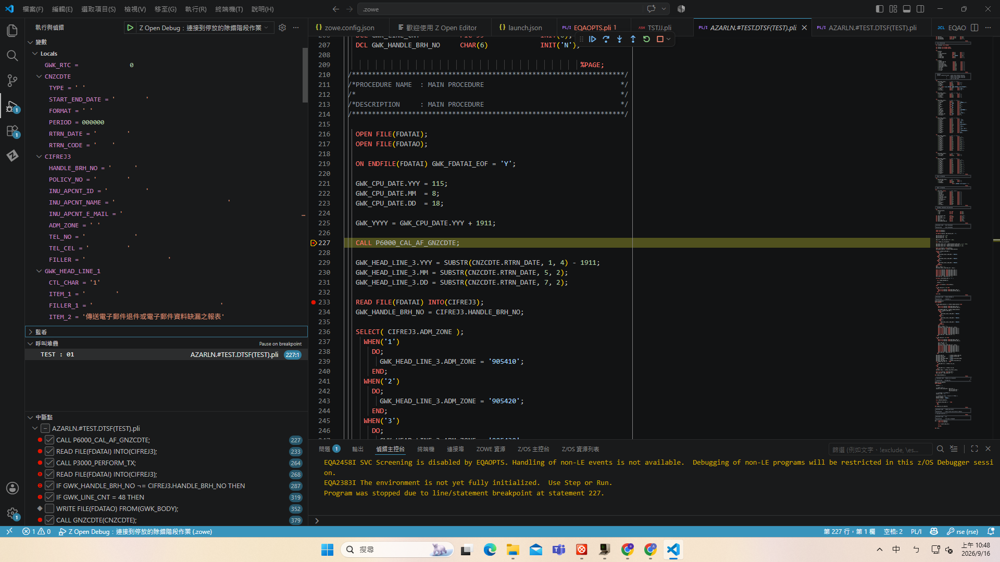 檔案(F) 編輯(E) 選取項目(S) 檢視(V) 移至(G) 執行(R) 終端機(T) 說明(H)
.zowe
執行與偵錯
Z Open Debug：連接到停放的除錯階段作業
變數
Locals
GWK_RTC = 0
CNZCDTE
TYPE = ' '
START_END_DATE = '        '
FORMAT = ' '
PERIOD = 000000
RTRN_DATE = '        '
RTRN_CODE = '    '
CIFREJ3
HANDLE_BRH_NO = '      '
POLICY_NO = '       '
INU_APCNT_ID = '          '
INU_APCNT_NAME = '                            '
INU_APCNT_E_MAIL = '
…
ADM_ZONE = ' '
TEL_NO = '            '
TEL_CEL = '          '
FILLER = '                    '
GWK_HEAD_LINE_1
CTL_CHAR = '1'
ITEM_1 = '       '
FILLER_1 = '                                '
ITEM_2 = '傳送電子郵件退件或電子郵件資料缺漏之報表'
監看
呼叫堆疊
Pause on breakpoint
TEST : 01
AZARLN.#TEST.DTSF(TEST).pli 227:1
中斷點
AZARLN.#TEST.DTSF(TEST).pli
CALL P6000_CAL_AF_GNZCDTE; 227
READ FILE(FDATAI) INTO(CIFREJ3); 233
CALL P3000_PERFORM_TX; 264
READ FILE(FDATAI) INTO(CIFREJ3); 268
IF GWK_HANDLE_BRH_NO ¬= CIFREJ3.HANDLE_BRH_NO THEN 287
IF GWK_LINE_CNT = 48 THEN 319
WRITE FILE(FDATAO) FROM(GWK_BODY); 352
CALL GNZCDTE(CNZCDTE); 379
{} zowe.config.json
歡迎使用 Z Open Editor
{} launch.json
PL/I EQAOPTS.pli 1
ASM TSTJJ.pli
PL/I AZARLN.#TEST.DTSF(TEST).pli
PL/I AZARLN.#TEST.DTSF(TEST).pli
JCL EQAO
207 DCL GWK_HANDLE_BRH_NO CHAR(6) INIT('N');
208
209 %PAGE;
210 /********************************************************************/
211 /*PROCEDURE NAME : MAIN PROCEDURE */
212 /* */
213 /*DESCRIPTION : MAIN PROCEDURE */
214 /********************************************************************/
215
216 OPEN FILE(FDATAI);
217 OPEN FILE(FDATAO);
218
219 ON ENDFILE(FDATAI) GWK_FDATAI_EOF = 'Y';
220
221 GWK_CPU_DATE.YYY = 115;
222 GWK_CPU_DATE.MM = 8;
223 GWK_CPU_DATE.DD = 18;
224
225 GWK_YYYY = GWK_CPU_DATE.YYY + 1911;
226
227 CALL P6000_CAL_AF_GNZCDTE;
228
229 GWK_HEAD_LINE_3.YYY = SUBSTR(CNZCDTE.RTRN_DATE, 1, 4) - 1911;
230 GWK_HEAD_LINE_3.MM = SUBSTR(CNZCDTE.RTRN_DATE, 5, 2);
231 GWK_HEAD_LINE_3.DD = SUBSTR(CNZCDTE.RTRN_DATE, 7, 2);
232
233 READ FILE(FDATAI) INTO(CIFREJ3);
234 GWK_HANDLE_BRH_NO = CIFREJ3.HANDLE_BRH_NO;
235
236 SELECT( CIFREJ3.ADM_ZONE );
237 WHEN('1')
238 DO;
239 GWK_HEAD_LINE_3.ADM_ZONE = '905410';
240 END;
241 WHEN('2')
242 DO;
243 GWK_HEAD_LINE_3.ADM_ZONE = '905420';
244 END;
245 WHEN('3')
246 DO;
問題 1 輸出 偵錯主控台 終端機 連接埠 ZOWE 資源 Z/OS 主控台 Z/OS 資源列表
篩選 (例如文字、!exclude, \es...
EQA2458I SVC Screening is disabled by EQAOPTS. Handling of non-LE events is not available.  Debugging of non-LE programs will be restricted in this z/OS Debugger sessi
on.
EQA2383I The environment is not yet fully initialized.  Use Step or Run.
Program was stopped due to line/statement breakpoint at statement 227.
1 0 Z Open Debug：連接到停放的除錯階段作業 (.zowe)
第 227 行，第 1 欄 空格: 2 PL/I rse (rse)
搜尋
中 ㄅ
上午 10:48
2026/9/16